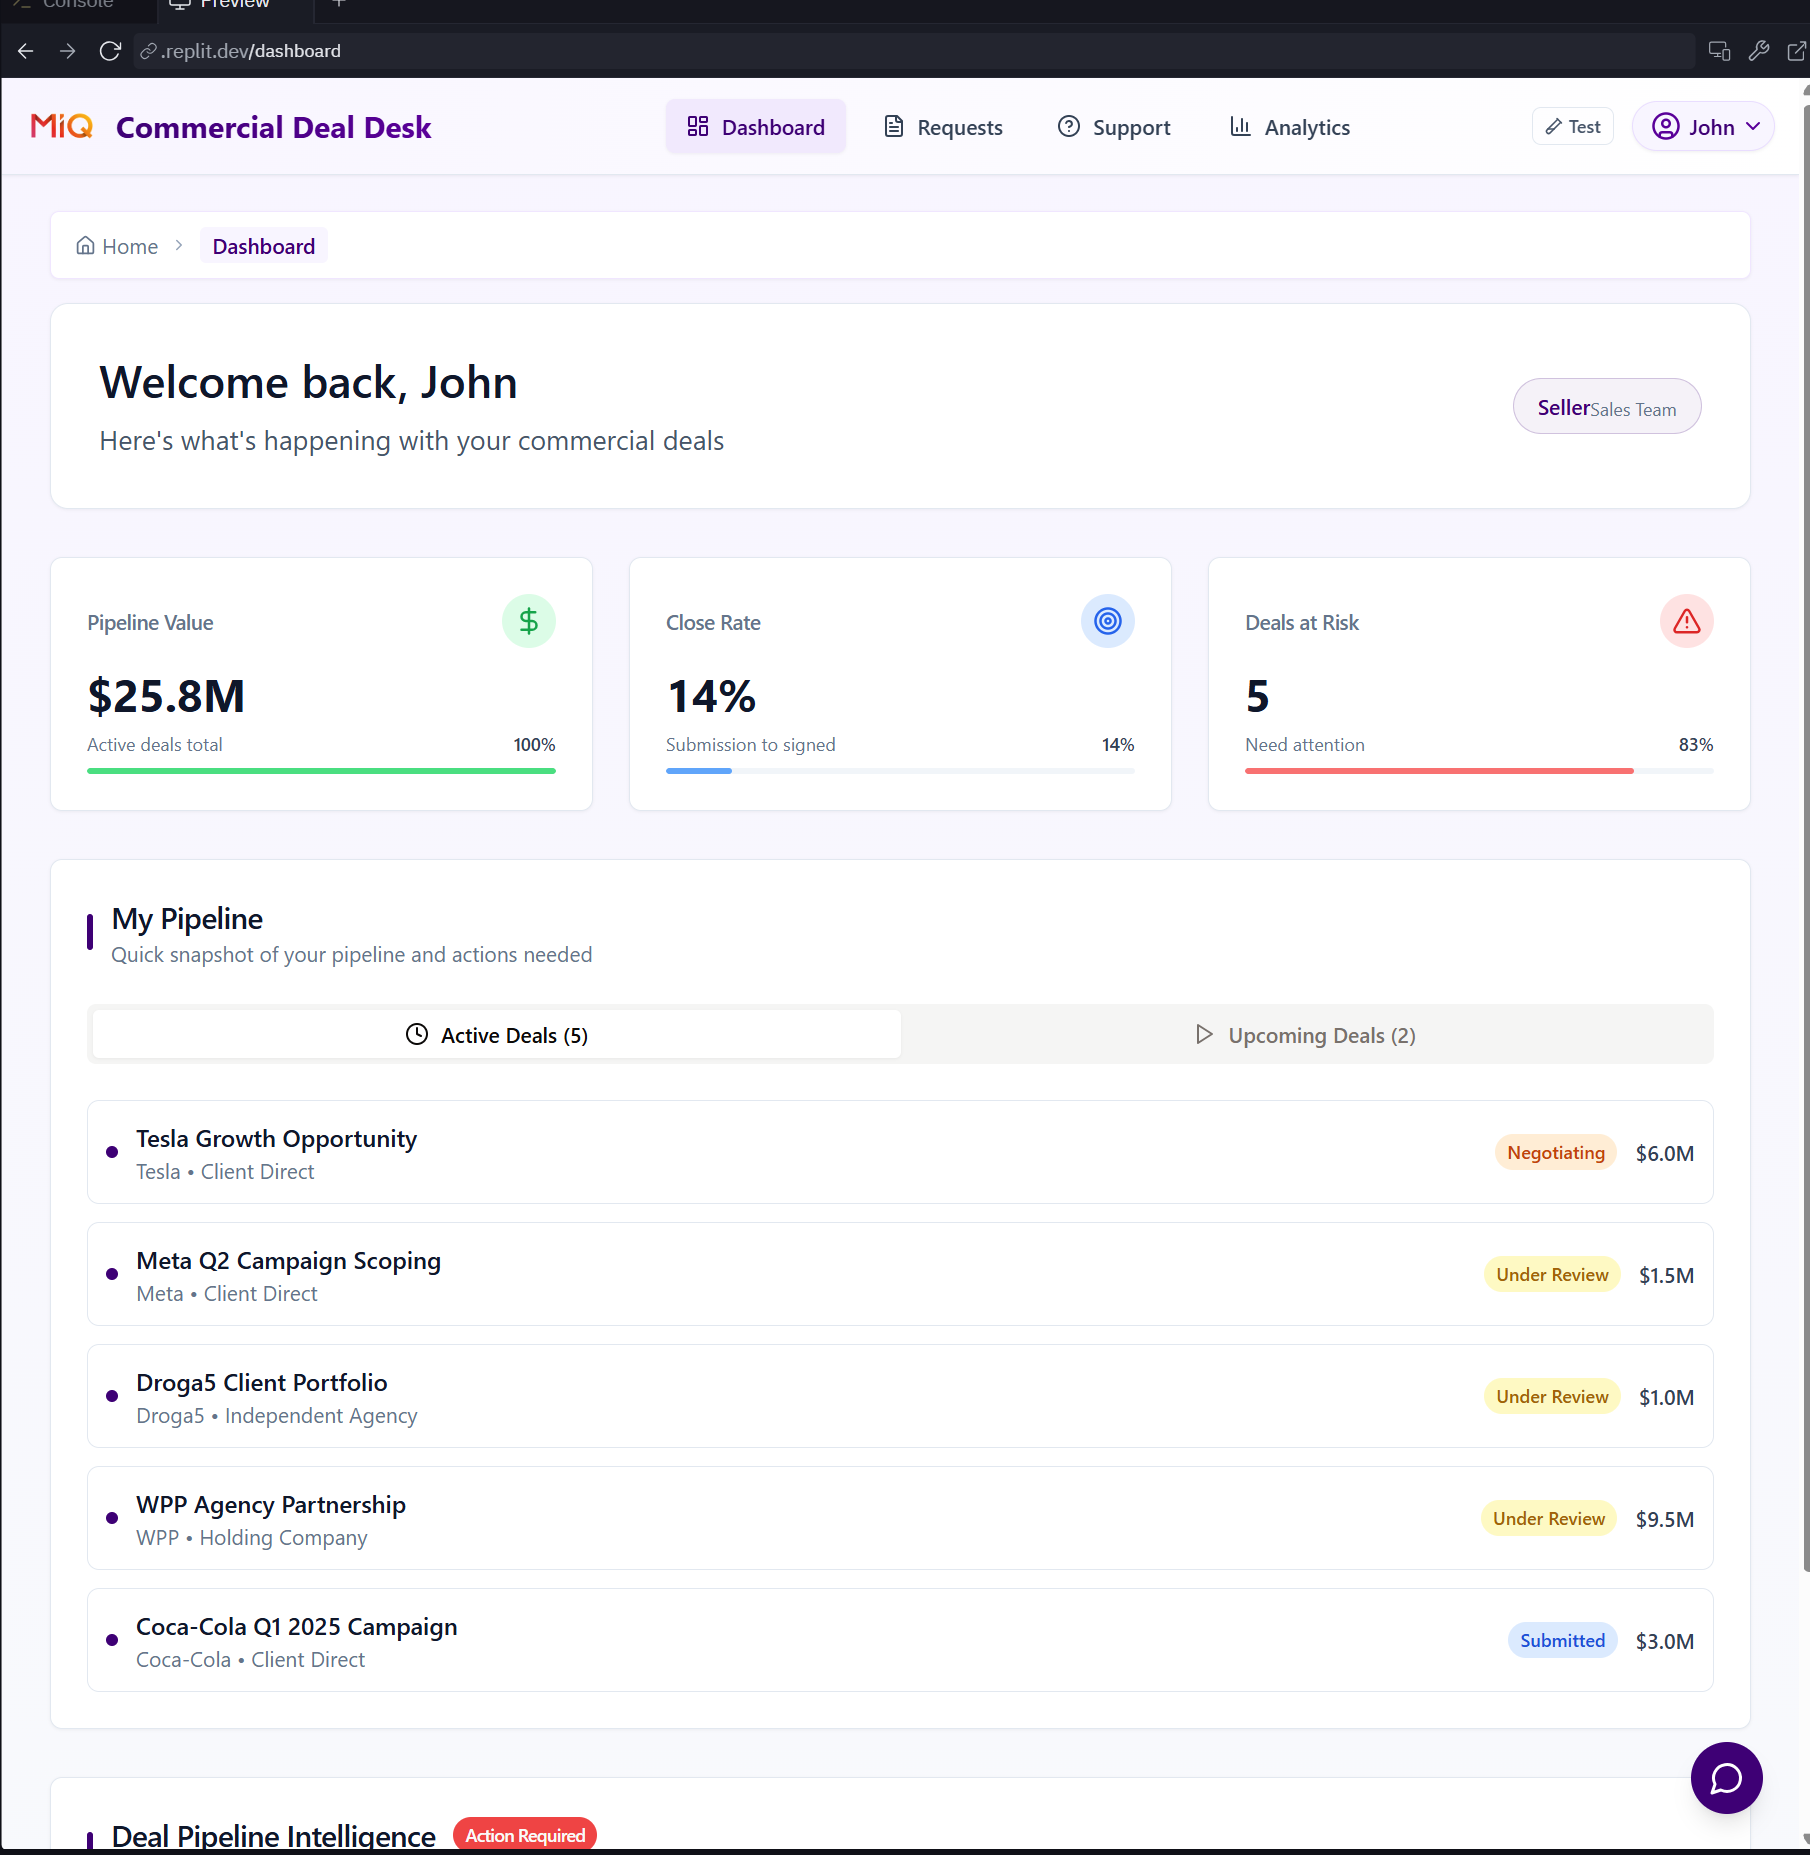 Console
Preview
.replit.dev/dashboard
MiQ
Commercial Deal Desk
Dashboard
Requests
Support
Analytics
Test
John
Home
Dashboard
Welcome back, John
Here's what's happening with your commercial deals
SellerSales Team
Pipeline Value
$
$25.8M
Active deals total
100%
Close Rate
14%
Submission to signed
14%
Deals at Risk
5
Need attention
83%
My Pipeline
Quick snapshot of your pipeline and actions needed
Active Deals (5)
Upcoming Deals (2)
Tesla Growth Opportunity
Tesla • Client Direct
Negotiating
$6.0M
Meta Q2 Campaign Scoping
Meta • Client Direct
Under Review
$1.5M
Droga5 Client Portfolio
Droga5 • Independent Agency
Under Review
$1.0M
WPP Agency Partnership
WPP • Holding Company
Under Review
$9.5M
Coca-Cola Q1 2025 Campaign
Coca-Cola • Client Direct
Submitted
$3.0M
Deal Pipeline Intelligence
Action Required